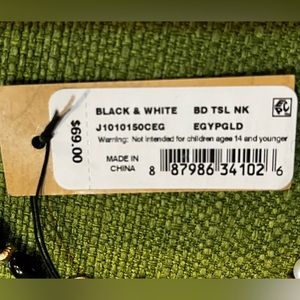 BLACK & WHITE BD TSL NK
J1010150CEG EGYPGLD
Warning: Not intended for children ages 14 and younger
$69.00
MADE IN
CHINA
8 87986 34102 6